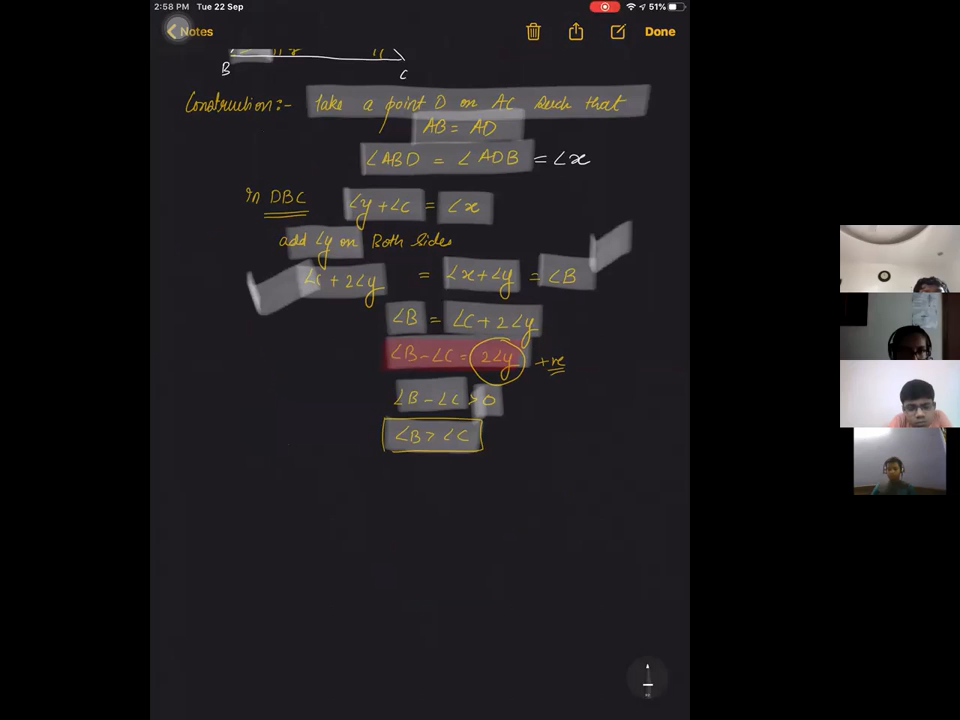 2:58 PM Tue 22 Sep
51%
Notes
Done
B
C
Construction:- Take a point D on AC such that
AB = AD
∠ABD = ∠ADB = ∠x
In DBC ∠y + ∠C = ∠x
add ∠y on Both sides
∠C + 2∠y = ∠x + ∠y = ∠B
∠B = ∠C + 2∠y
∠B - ∠C = 2∠y +ve
∠B - ∠C > 0
∠B > ∠C